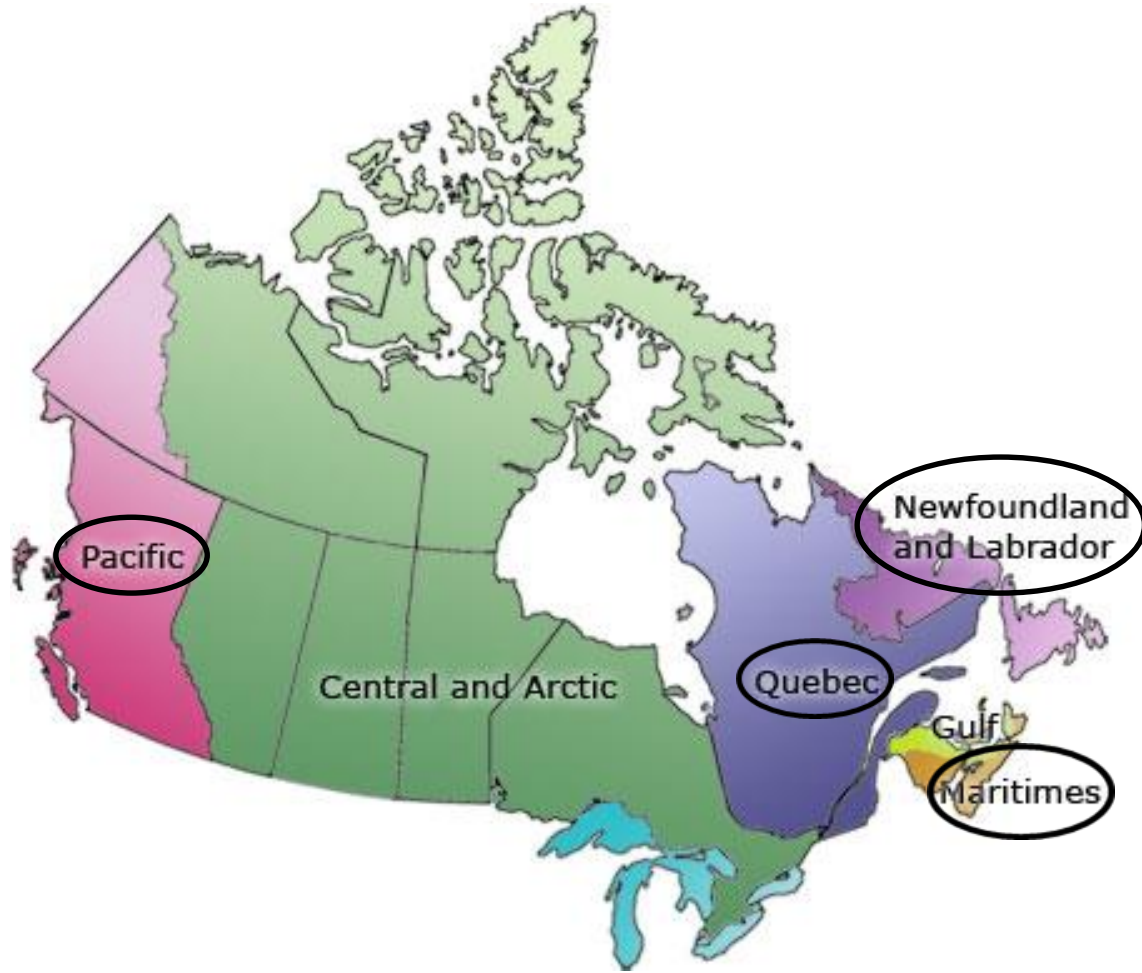 Newfoundland
and Labrador
Pacific
Central and Arctic
Quebec
Gulf
Maritimes